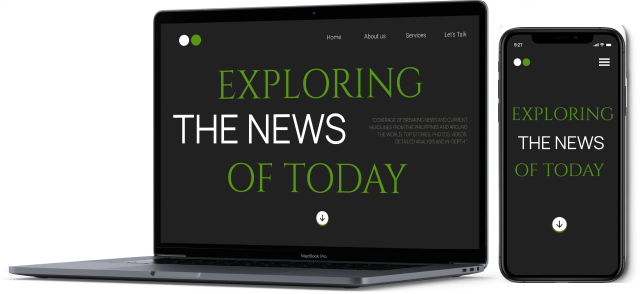 Home
About us
Services
Let's Talk
EXPLORING
THE NEWS
"COVERAGE OF BREAKING NEWS AND CURRENT
HEADLINES FROM THE PHILIPPINES AND AROUND
THE WORLD. TOP STORIES, PHOTOS, VIDEOS,
DETAILED ANALYSIS AND IN-DEPTH."
OF TODAY
MacBook Pro
9:27
EXPLORING
THE NEWS
OF TODAY